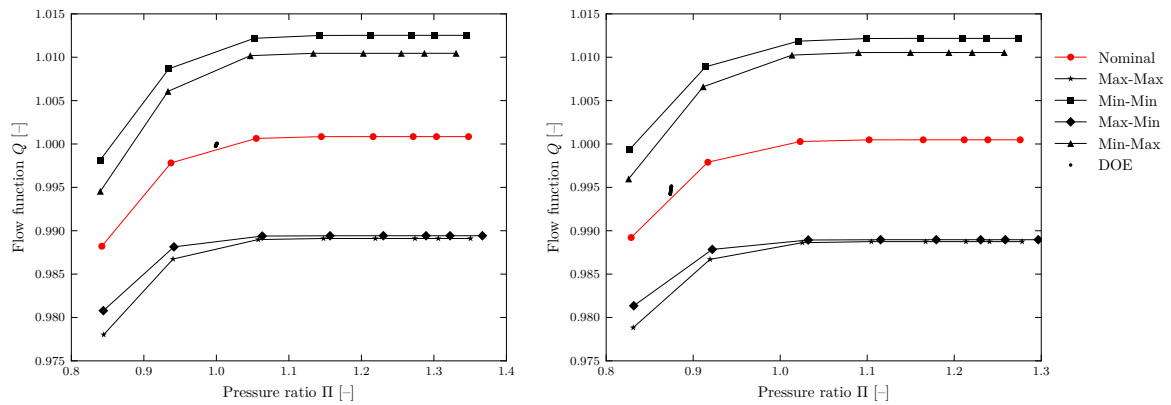 1.015
1.010
1.005
1.000
0.995
0.990
0.985
0.980
0.975
Flow function Q [–]
0.8 0.9 1.0 1.1 1.2 1.3 1.4
Pressure ratio Π [–]
1.015
1.010
1.005
1.000
0.995
0.990
0.985
0.980
0.975
Flow function Q [–]
0.8 0.9 1.0 1.1 1.2 1.3
Pressure ratio Π [–]
Nominal
Max-Max
Min-Min
Max-Min
Min-Max
DOE